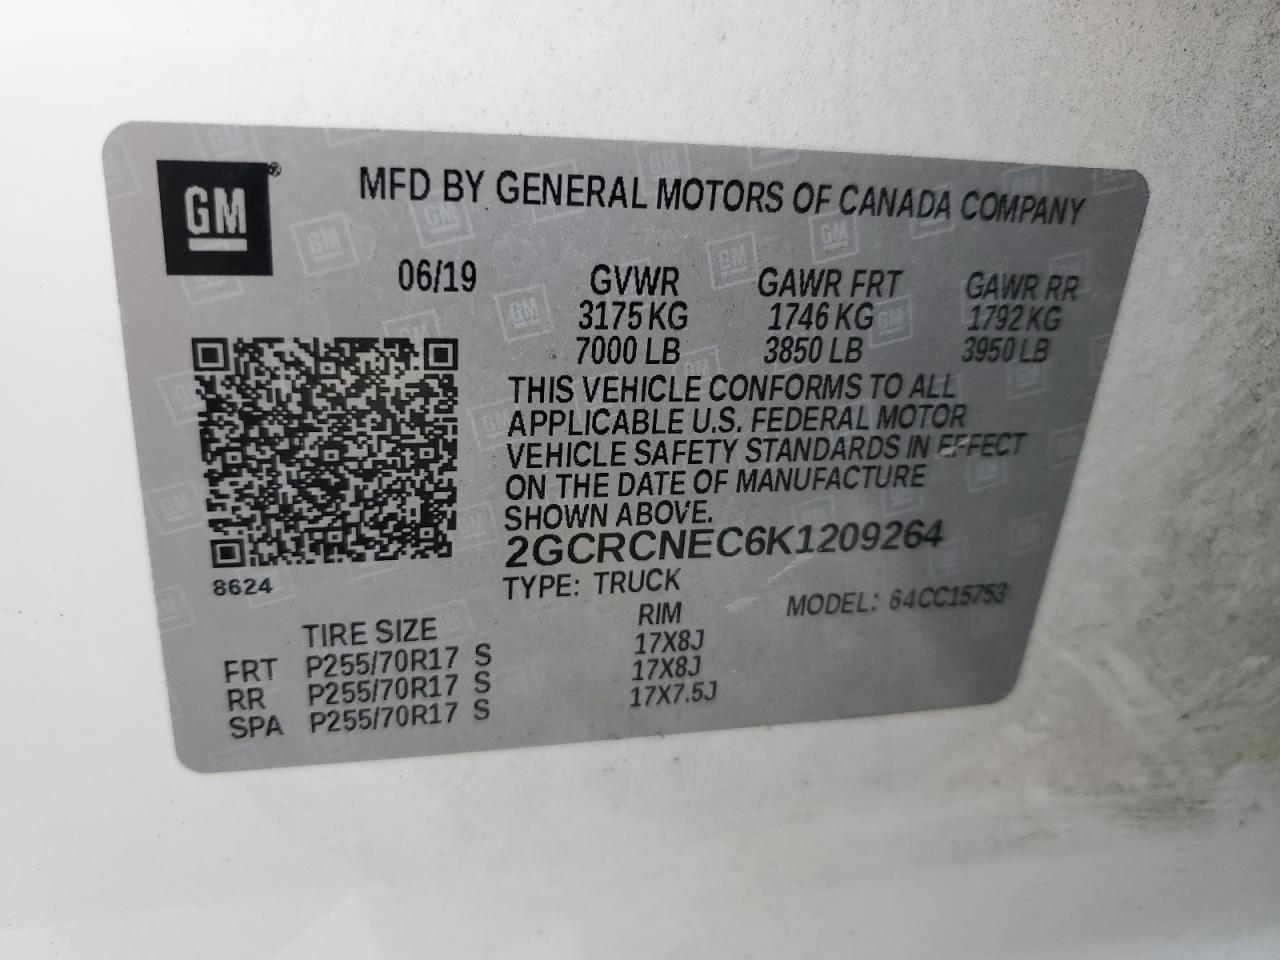 GM®
MFD BY GENERAL MOTORS OF CANADA COMPANY
06/19 GVWR GAWR FRT GAWR RR
3175 KG 1746 KG 1792 KG
7000 LB 3850 LB 3950 LB
THIS VEHICLE CONFORMS TO ALL
APPLICABLE U.S. FEDERAL MOTOR
VEHICLE SAFETY STANDARDS IN EFFECT
ON THE DATE OF MANUFACTURE
SHOWN ABOVE.
2GCRCNEC6K1209264
8624
TYPE: TRUCK
MODEL: 64CC15753
TIRE SIZE RIM
FRT P255/70R17 S 17X8J
RR P255/70R17 S 17X8J
SPA P255/70R17 S 17X7.5J